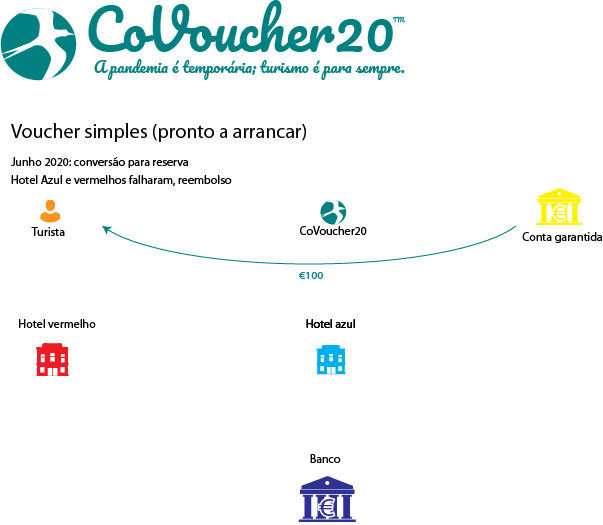 CoVoucher20™
A pandemia é temporária; turismo é para sempre.
Voucher simples (pronto a arrancar)
Junho 2020: conversão para reserva
Hotel Azul e vermelhos falharam, reembolso
Turista
CoVoucher20
Conta garantida
€100
Hotel vermelho
Hotel azul
Banco